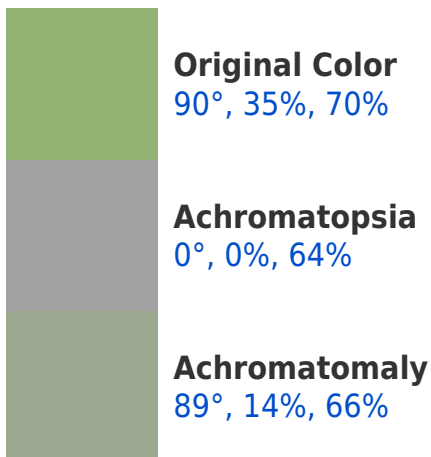 Original Color
90°, 35%, 70%
Achromatopsia
0°, 0%, 64%
Achromatomaly
89°, 14%, 66%